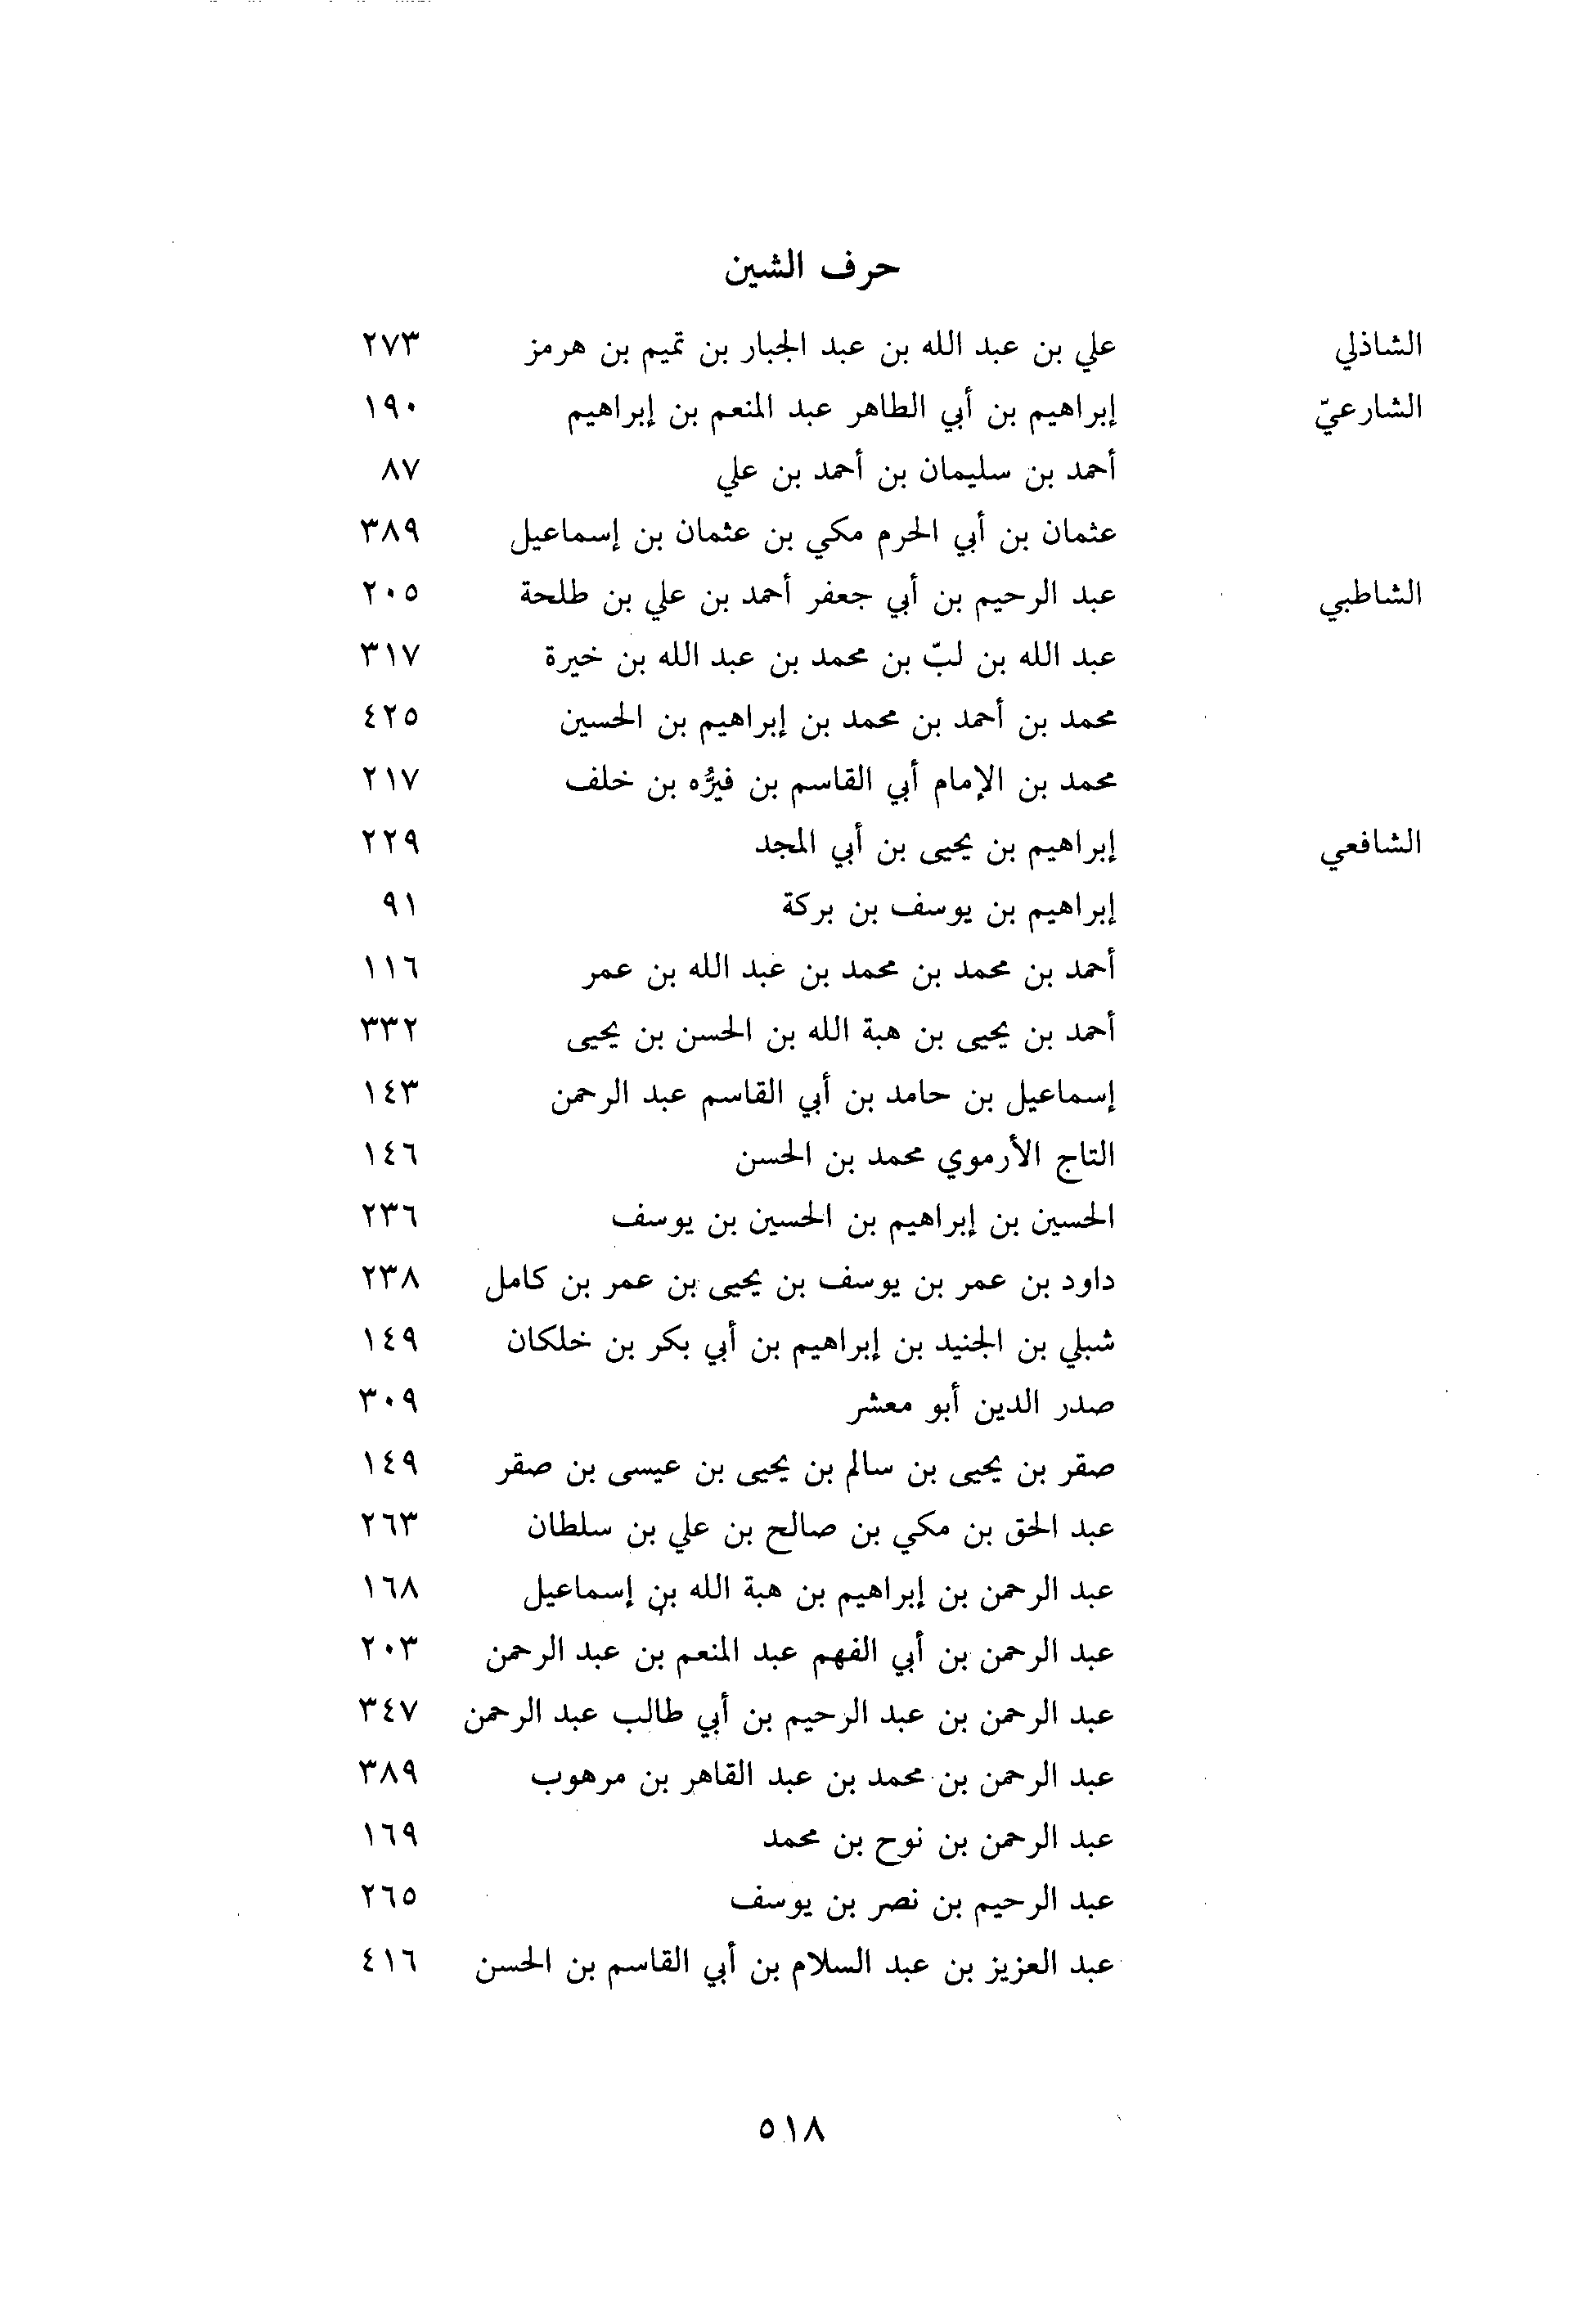 حرف الشين
الشاذلي علي بن عبد الله بن عبد الجبار بن تميم بن هرمز ٢٧٣
الشارعيّ إبراهيم بن أبي الطاهر عبد المنعم بن إبراهيم ١٩٠
أحمد بن سليمان بن أحمد بن علي ٨٧
عثمان بن أبي الحرم مكي بن عثمان بن إسماعيل ٣٨٩
الشاطبي عبد الرحيم بن أبي جعفر أحمد بن علي بن طلحة ٢٠٥
عبد الله بن لبّ بن محمد بن عبد الله بن خيرة ٣١٧
محمد بن أحمد بن محمد بن إبراهيم بن الحسين ٤٢٥
محمد بن الإمام أبي القاسم بن فيرُّه بن خلف ٢١٧
الشافعي إبراهيم بن يحيى بن أبي المجد ٢٢٩
إبراهيم بن يوسف بن بركة ٩١
أحمد بن محمد بن محمد بن عبد الله بن عمر ١١٦
أحمد بن يحيى بن هبة الله بن الحسن بن يحيى ٣٣٢
إسماعيل بن حامد بن أبي القاسم عبد الرحمن ١٤٣
التاج الأرموي محمد بن الحسن ١٤٦
الحسين بن إبراهيم بن الحسين بن يوسف ٢٣٦
داود بن عمر بن يوسف بن يحيى بن عمر بن كامل ٢٣٨
شبلي بن الجنيد بن إبراهيم بن أبي بكر بن خلكان ١٤٩
صدر الدين أبو معشر ٣٠٩
صقر بن يحيى بن سالم بن يحيى بن عيسى بن صقر ١٤٩
عبد الحق بن مكي بن صالح بن علي بن سلطان ٢٦٣
عبد الرحمن بن إبراهيم بن هبة الله بن إسماعيل ١٦٨
عبد الرحمن بن أبي الفهم عبد المنعم بن عبد الرحمن ٢٠٣
عبد الرحمن بن عبد الرحيم بن أبي طالب عبد الرحمن ٣٤٧
عبد الرحمن بن محمد بن عبد القاهر بن مرهوب ٣٨٩
عبد الرحمن بن نوح بن محمد ١٦٩
عبد الرحيم بن نصر بن يوسف ٢٦٥
عبد العزيز بن عبد السلام بن أبي القاسم بن الحسن ٤١٦
٥١٨